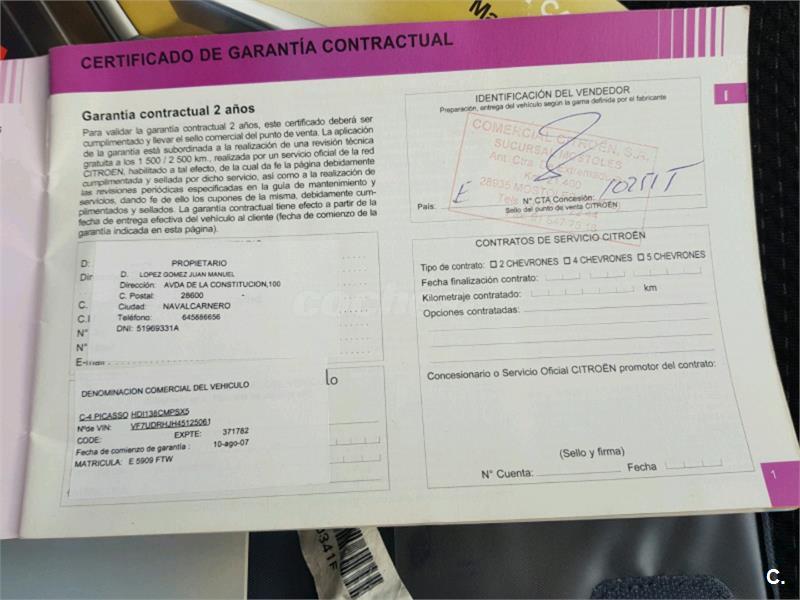 CERTIFICADO DE GARANTÍA CONTRACTUAL
Garantía contractual 2 años
Para validar la garantía contractual 2 años, este certificado deberá ser
cumplimentado y llevar el sello comercial del punto de venta. La aplicación
de la garantía está subordinada a la realización de una revisión técnica
gratuita a los 1 500 / 2 500 km., realizada por un servicio oficial de la red
CITROËN, habilitado a tal efecto, de la cual da fe la página debidamente
cumplimentada y sellada por dicho servicio, así como a la realización de
las revisiones periódicas especificadas en la guía de mantenimiento y
servicios, dando fe de ello los cupones de la misma, debidamente cum-
plimentados y sellados. La garantía contractual tiene efecto a partir de la
fecha de entrega efectiva del vehículo al cliente (fecha de comienzo de la
garantía indicada en esta página).
D:
Dir
C.
C.I
N°
N°
E-mail
PROPIETARIO
D. LOPEZ GOMEZ JUAN MANUEL
Dirección: AVDA DE LA CONSTITUCION,100
C. Postal: 28600 -
Ciudad: NAVALCARNERO
Teléfono: 645686656
DNI: 51969331A
lo
DENOMINACION COMERCIAL DEL VEHICULO
C-4 PICASSO HDI138CMPSX5
Nºde VIN: VF7UDRHJH45125061
CODE: EXPTE: 371782
Fecha de comienzo de garantía : 10-ago-07
MATRICULA: E 5909 FTW
IDENTIFICACIÓN DEL VENDEDOR
Preparación, entrega del vehículo según la gama definida por el fabricante
COMERCIAL CITROËN, S.A.
SUCURSAL MOSTOLES
Ant. Ctra. Extremadura
28935 MOSTOLES
País: E N° CTA Concesión: 10251T
Sello del punto de venta CITROËN
CONTRATOS DE SERVICIO CITROËN
Tipo de contrato: 2 CHEVRONES 4 CHEVRONES 5 CHEVRONES
Fecha finalización contrato:
Kilometraje contratado: km
Opciones contratadas:
Concesionario o Servicio Oficial CITROËN promotor del contrato:
(Sello y firma)
N° Cuenta: Fecha
1
I
C.